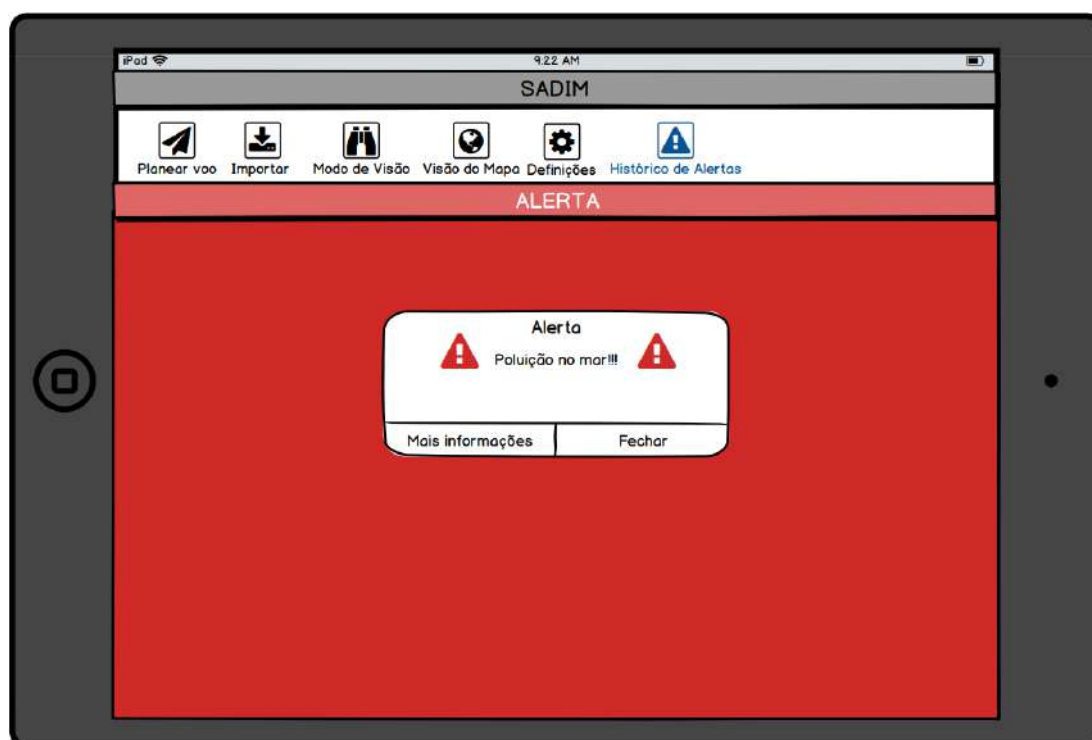 iPad 9:22 AM
SADIM
Planear voo Importar Modo de Visão Visão do Mapa Definições Histórico de Alertas
ALERTA
Alerta
Poluição no mar!!!
Mais informações Fechar